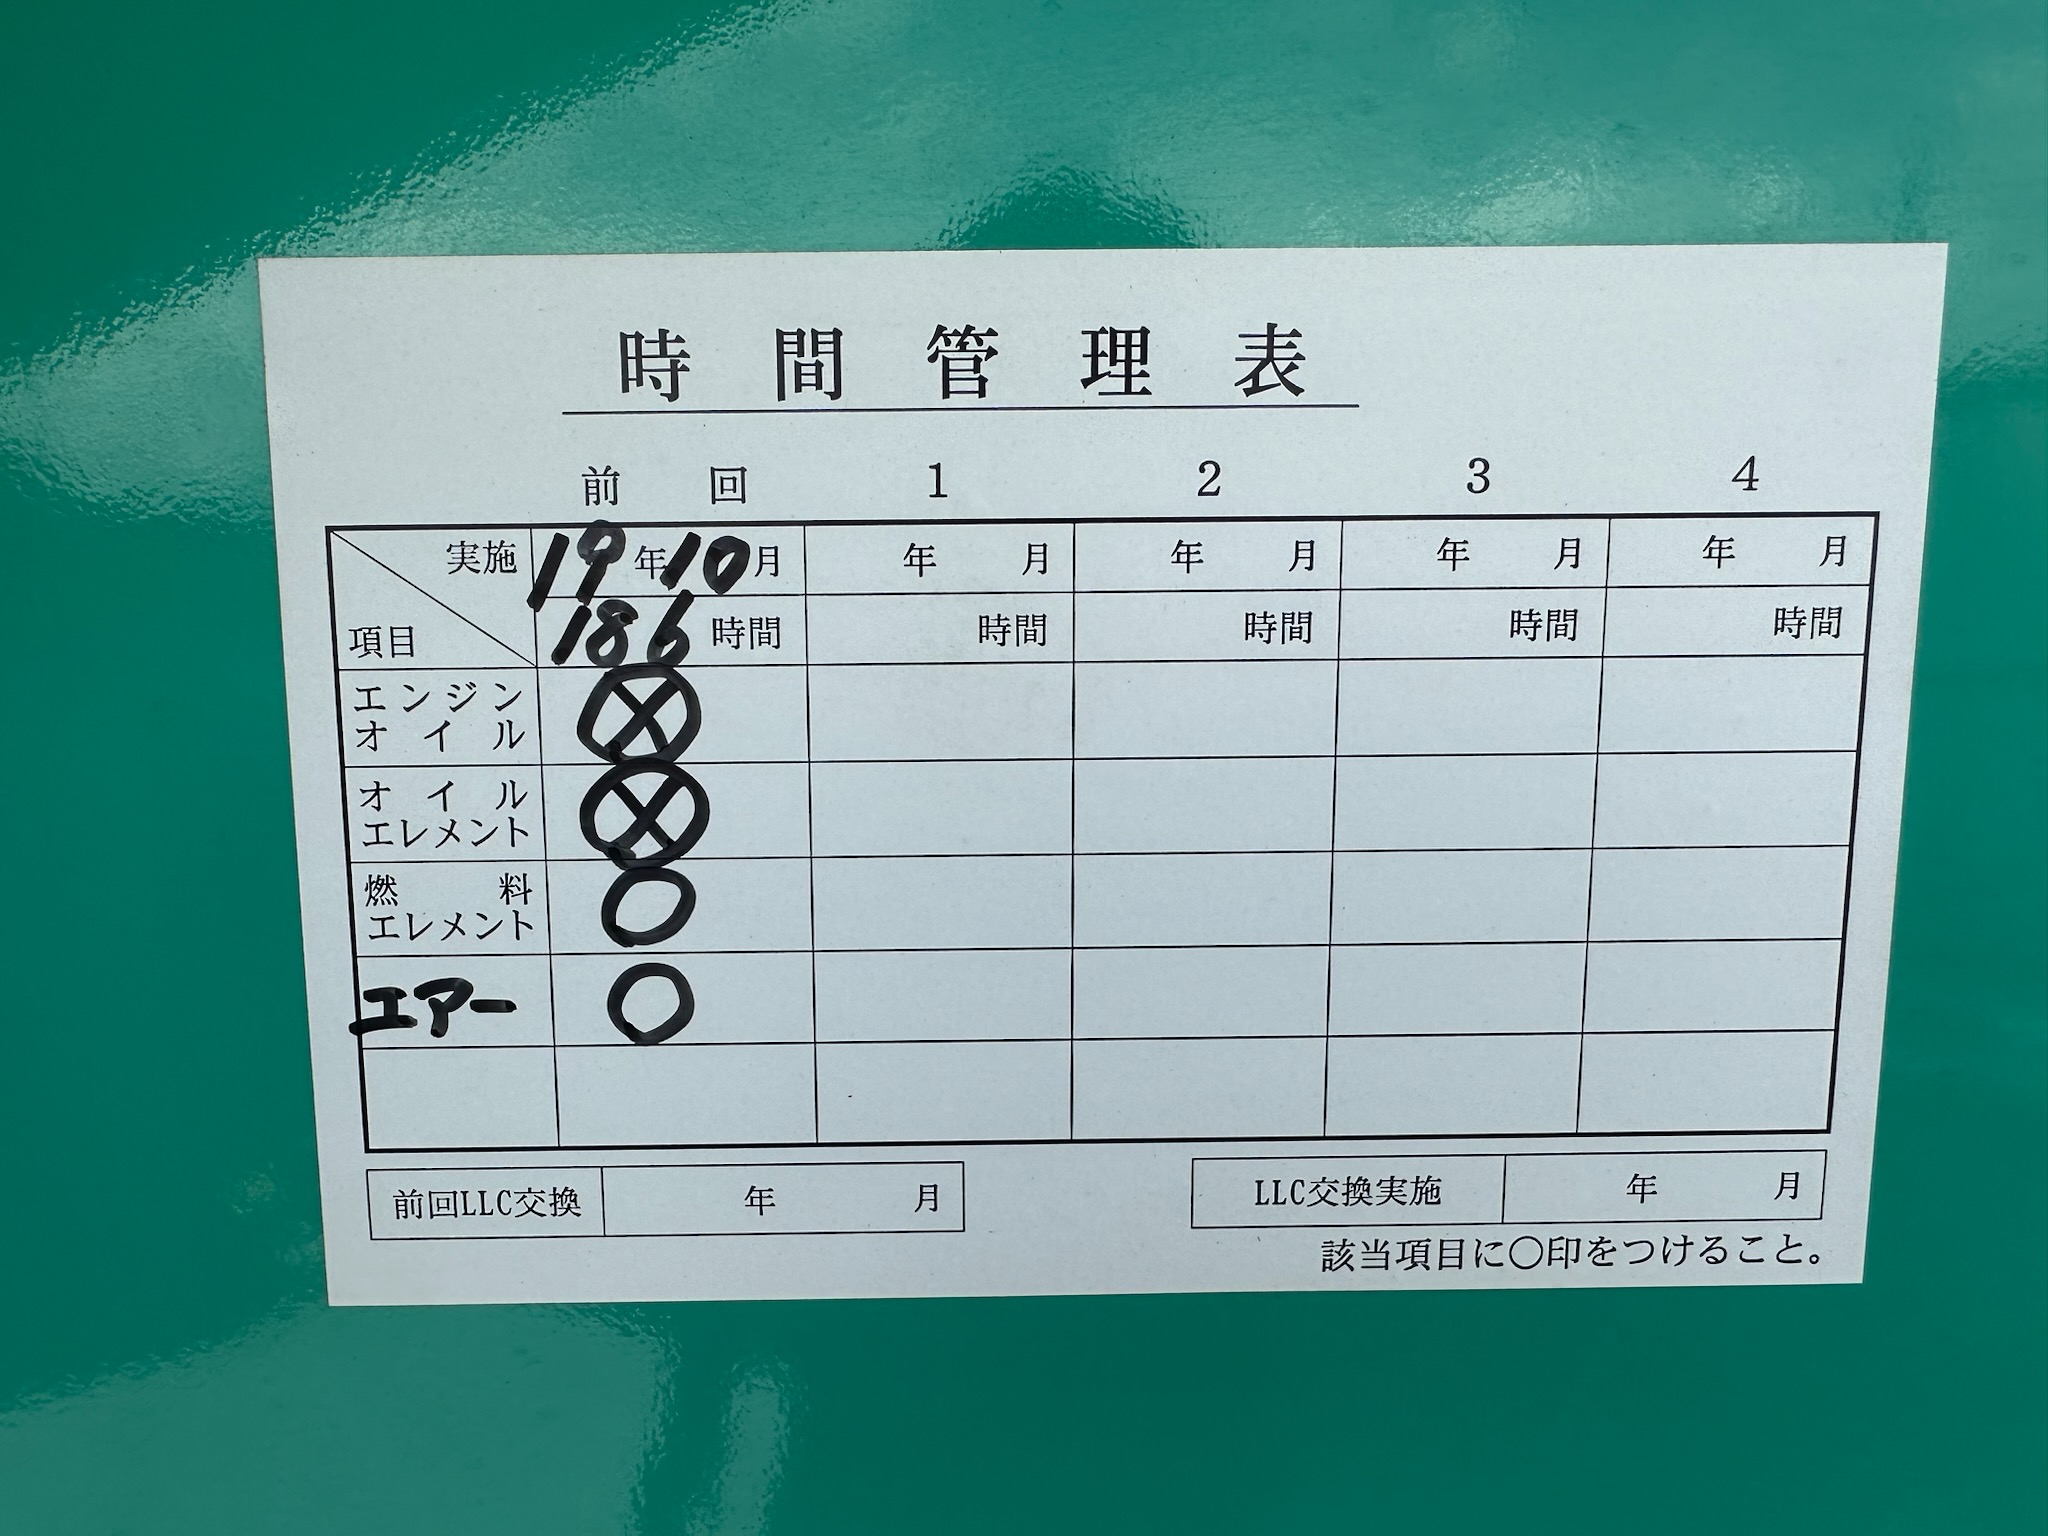 時間管理表
前回 1 2 3 4
実施 19年10月 年 月 年 月 年 月 年 月
項目 186時間 時間 時間 時間 時間
エンジン
オイル ⊗
オイル
エレメント ⊗
燃料
エレメント ○
エアー ○
前回LLC交換 年 月 LLC交換実施 年 月
該当項目に○印をつけること。